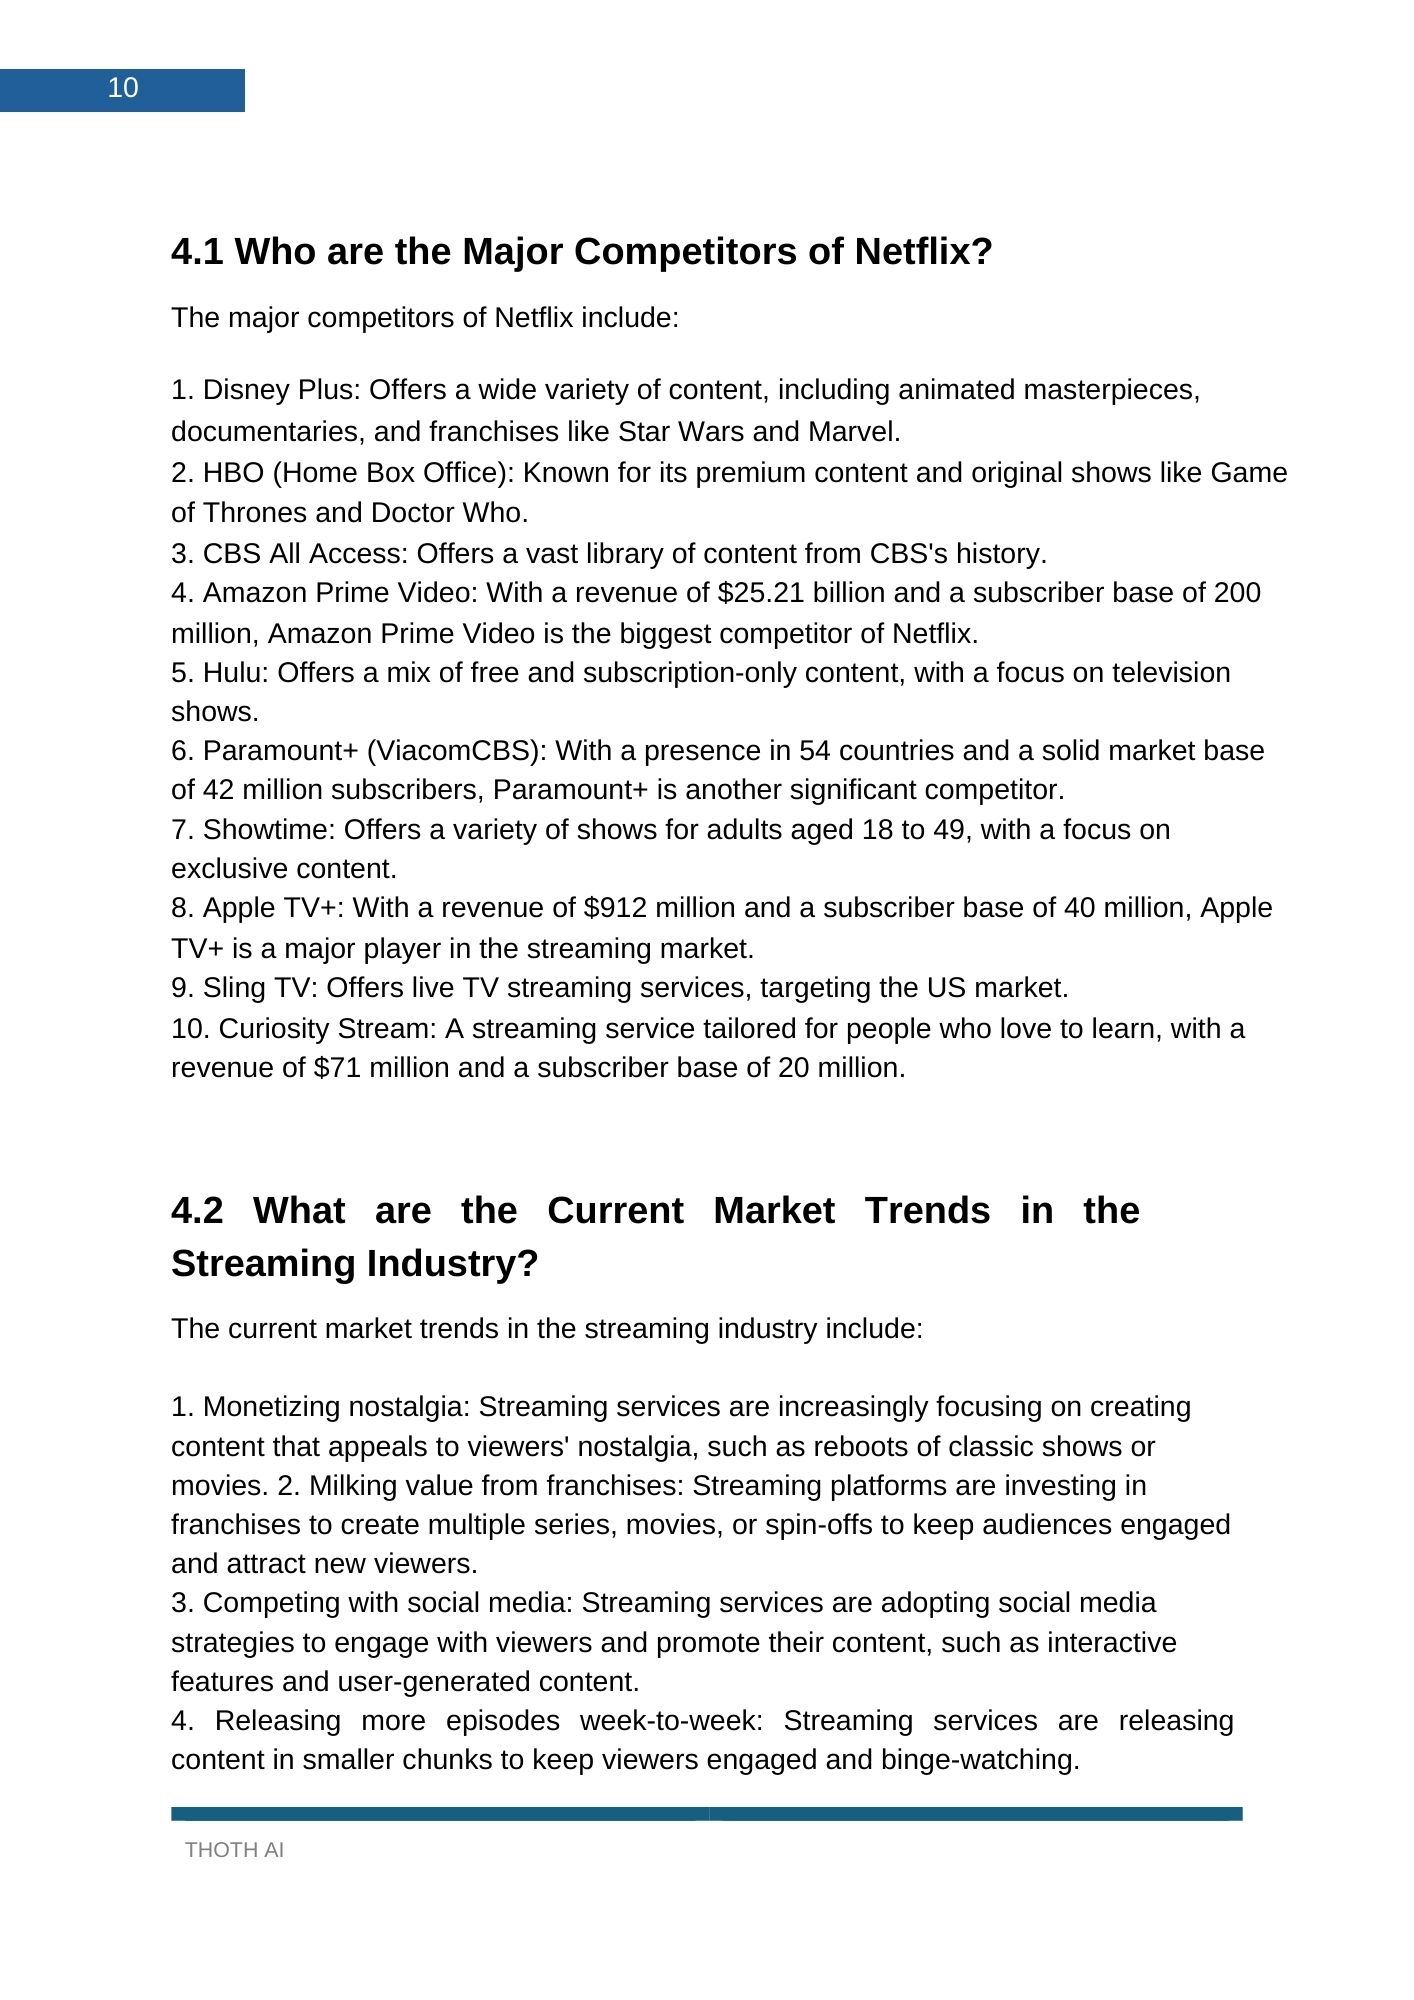 10
4.1 Who are the Major Competitors of Netflix?
The major competitors of Netflix include:
1. Disney Plus: Offers a wide variety of content, including animated masterpieces,
documentaries, and franchises like Star Wars and Marvel.
2. HBO (Home Box Office): Known for its premium content and original shows like Game
of Thrones and Doctor Who.
3. CBS All Access: Offers a vast library of content from CBS's history.
4. Amazon Prime Video: With a revenue of $25.21 billion and a subscriber base of 200
million, Amazon Prime Video is the biggest competitor of Netflix.
5. Hulu: Offers a mix of free and subscription-only content, with a focus on television
shows.
6. Paramount+ (ViacomCBS): With a presence in 54 countries and a solid market base
of 42 million subscribers, Paramount+ is another significant competitor.
7. Showtime: Offers a variety of shows for adults aged 18 to 49, with a focus on
exclusive content.
8. Apple TV+: With a revenue of $912 million and a subscriber base of 40 million, Apple
TV+ is a major player in the streaming market.
9. Sling TV: Offers live TV streaming services, targeting the US market.
10. Curiosity Stream: A streaming service tailored for people who love to learn, with a
revenue of $71 million and a subscriber base of 20 million.
4.2 What are the Current Market Trends in the
Streaming Industry?
The current market trends in the streaming industry include:
1. Monetizing nostalgia: Streaming services are increasingly focusing on creating
content that appeals to viewers' nostalgia, such as reboots of classic shows or
movies. 2. Milking value from franchises: Streaming platforms are investing in
franchises to create multiple series, movies, or spin-offs to keep audiences engaged
and attract new viewers.
3. Competing with social media: Streaming services are adopting social media
strategies to engage with viewers and promote their content, such as interactive
features and user-generated content.
4. Releasing more episodes week-to-week: Streaming services are releasing
content in smaller chunks to keep viewers engaged and binge-watching.
THOTH AI